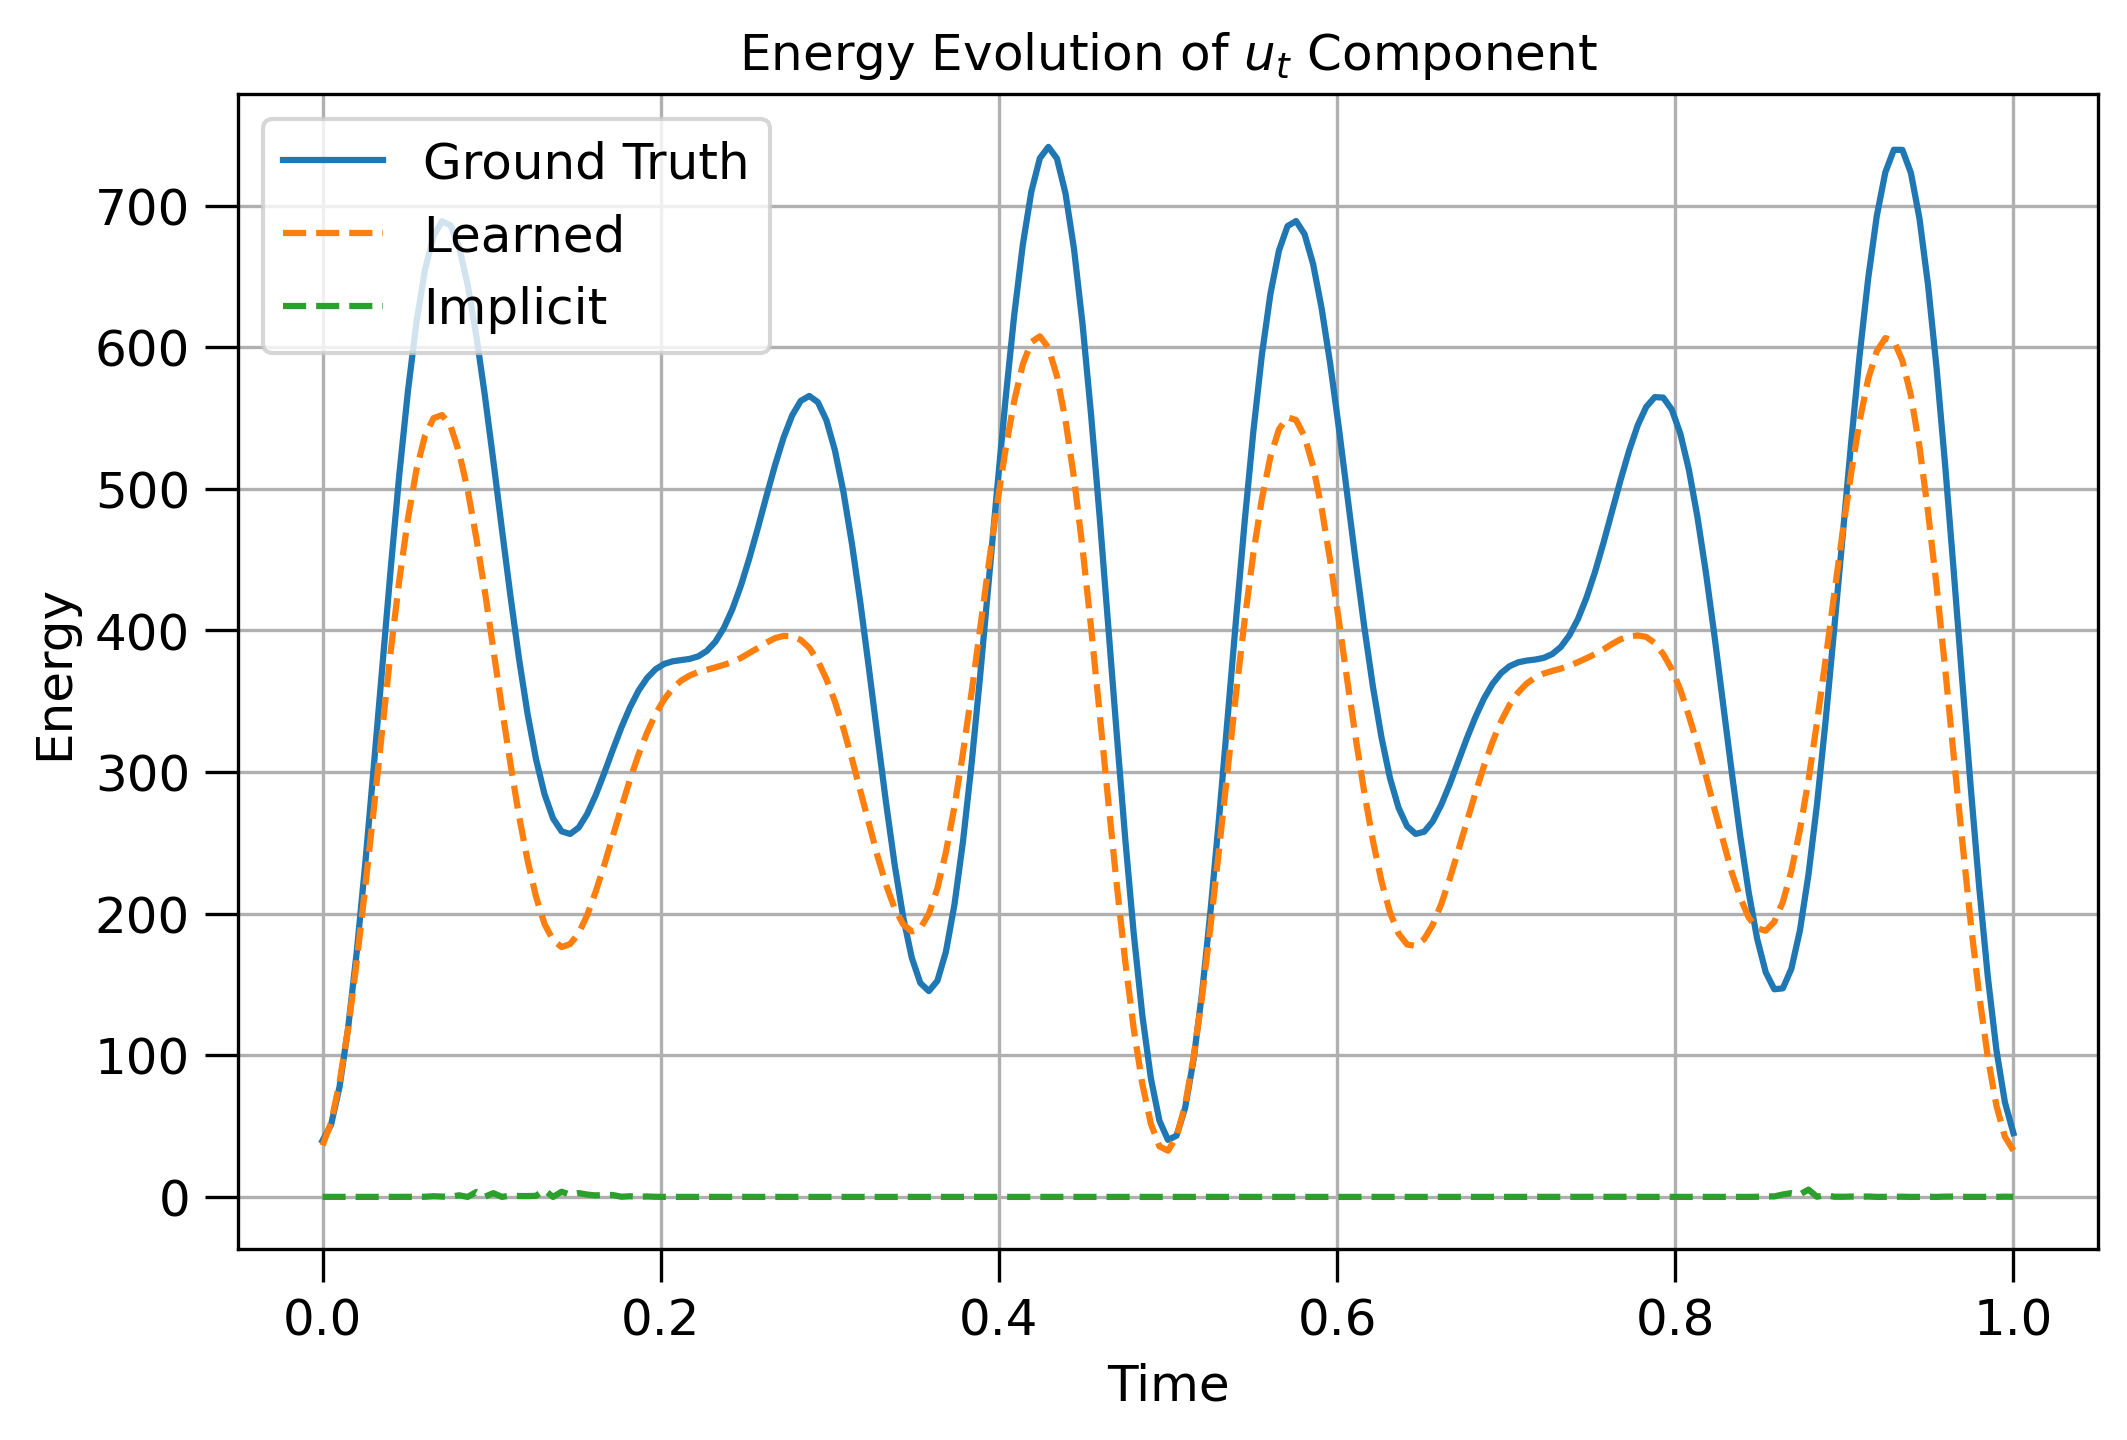 Energy Evolution of u_t Component
Ground Truth
Learned
Implicit
Energy
700
600
500
400
300
200
100
0
0.0 0.2 0.4 0.6 0.8 1.0
Time